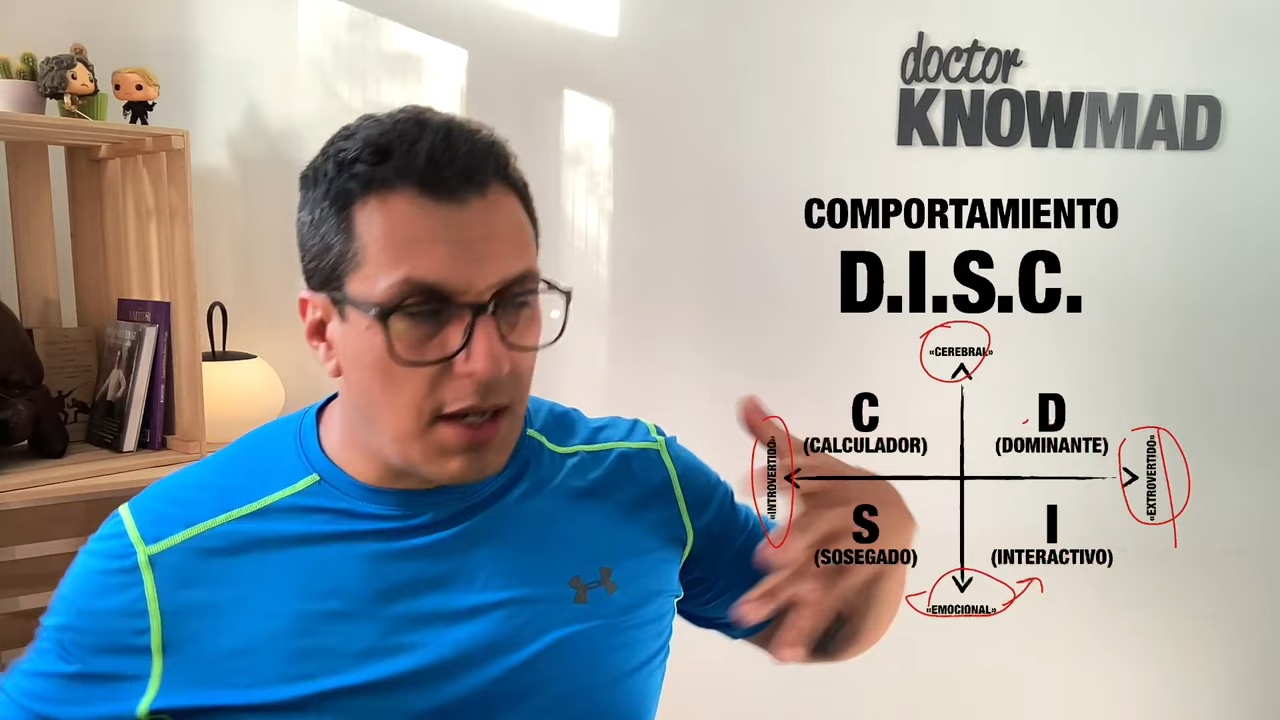 doctor
KNOWMAD
COMPORTAMIENTO
D.I.S.C.
«CEREBRAL»
C
(CALCULADOR)
D
(DOMINANTE)
«INTROVERTIDO»
«EXTROVERTIDO»
S
(SOSEGADO)
I
(INTERACTIVO)
«EMOCIONAL»